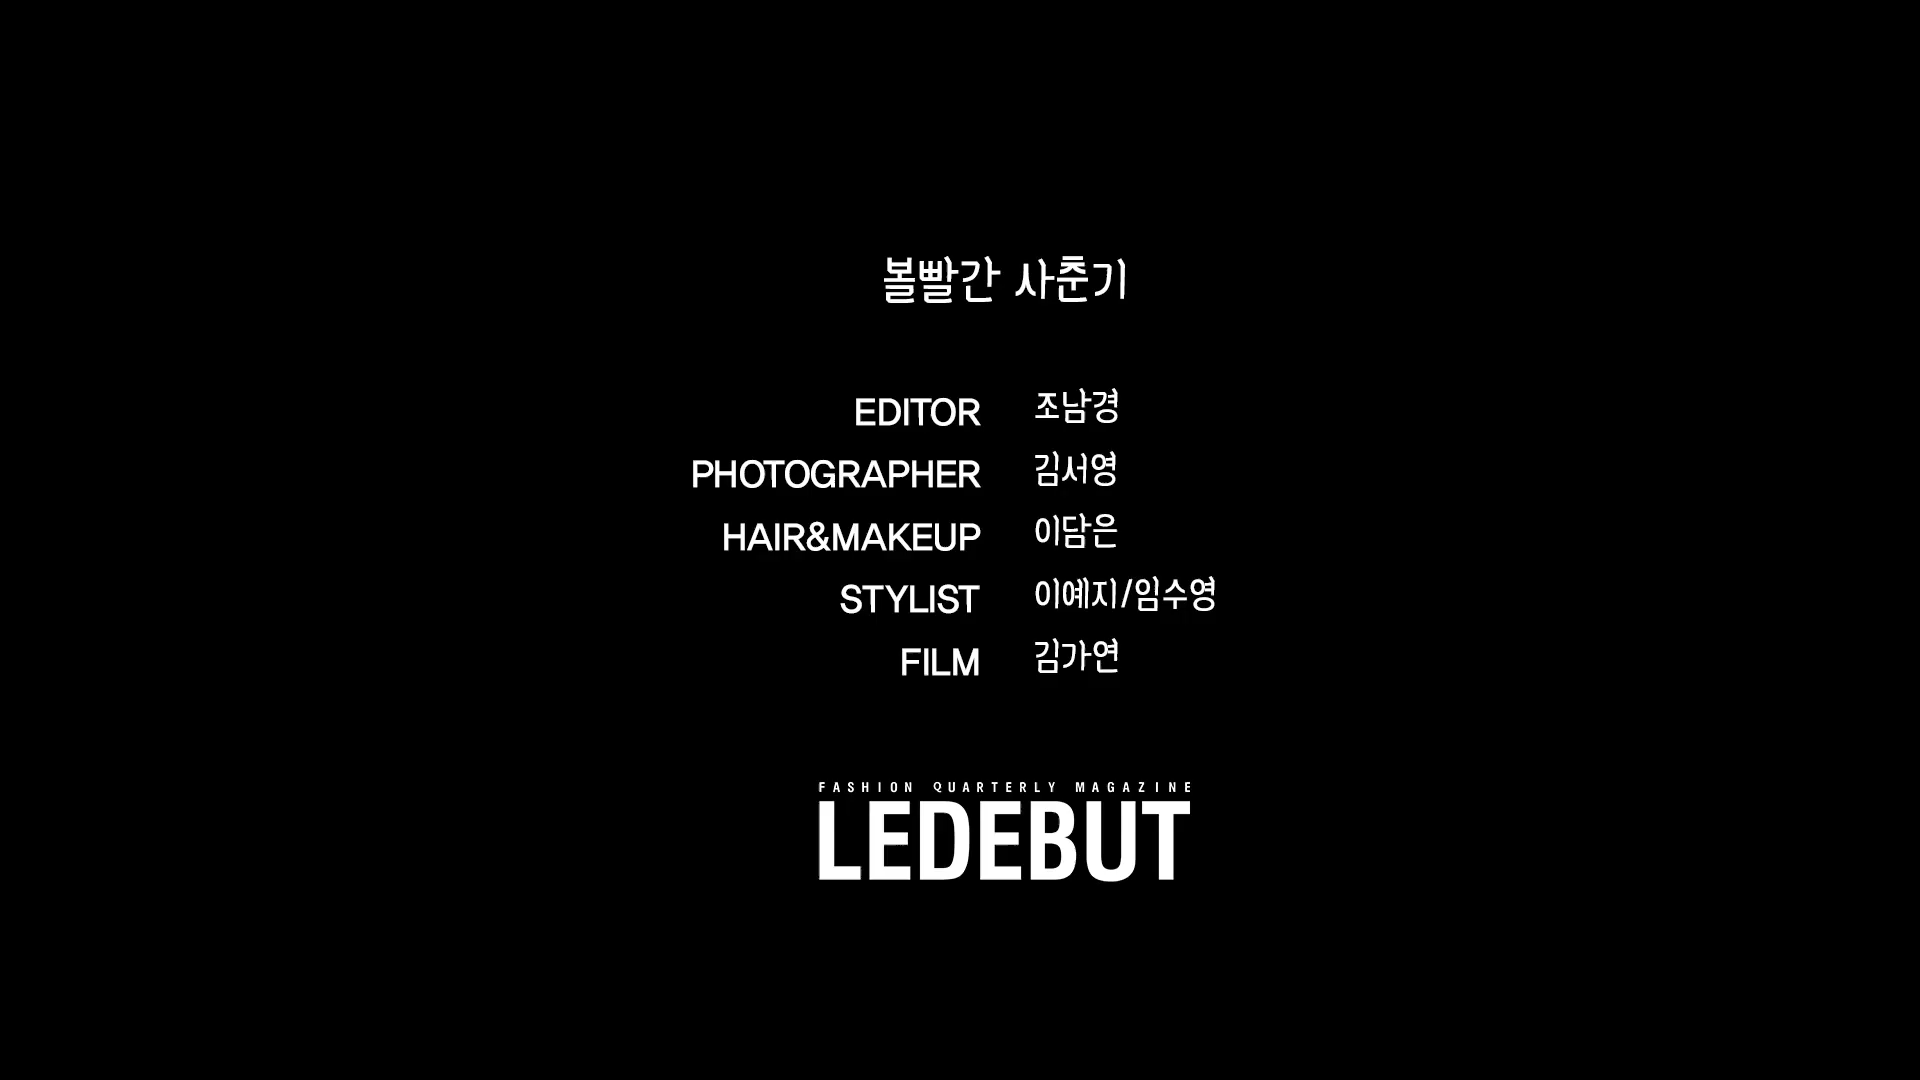 볼빨간 사춘기
EDITOR 조남경
PHOTOGRAPHER 김서영
HAIR&MAKEUP 이담은
STYLIST 이예지/임수영
FILM 김가연
FASHION QUARTERLY MAGAZINE
LEDEBUT